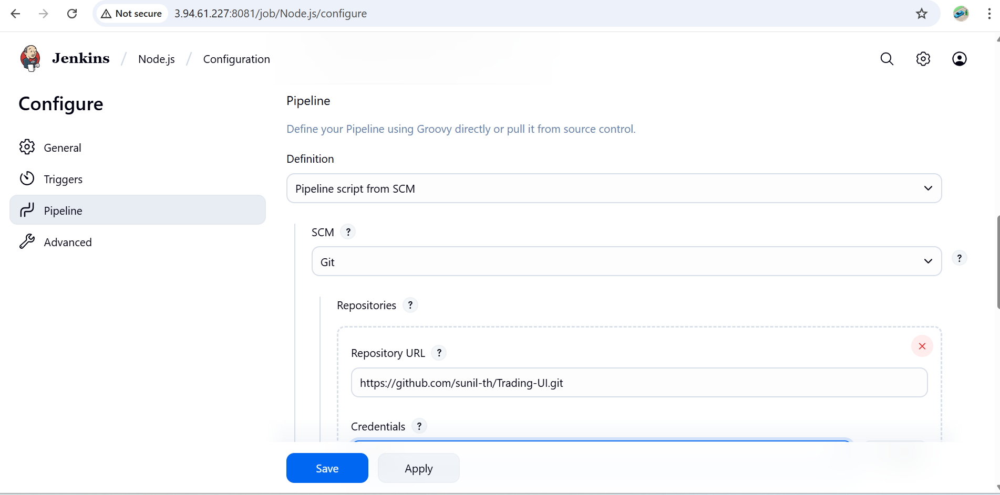 Not secure 3.94.61.227:8081/job/Node.js/configure
Jenkins / Node.js / Configuration
Configure
General
Triggers
Pipeline
Advanced
Pipeline
Define your Pipeline using Groovy directly or pull it from source control.
Definition
Pipeline script from SCM
SCM ?
Git
?
Repositories ?
Repository URL ?
https://github.com/sunil-th/Trading-UI.git
Credentials ?
Save Apply